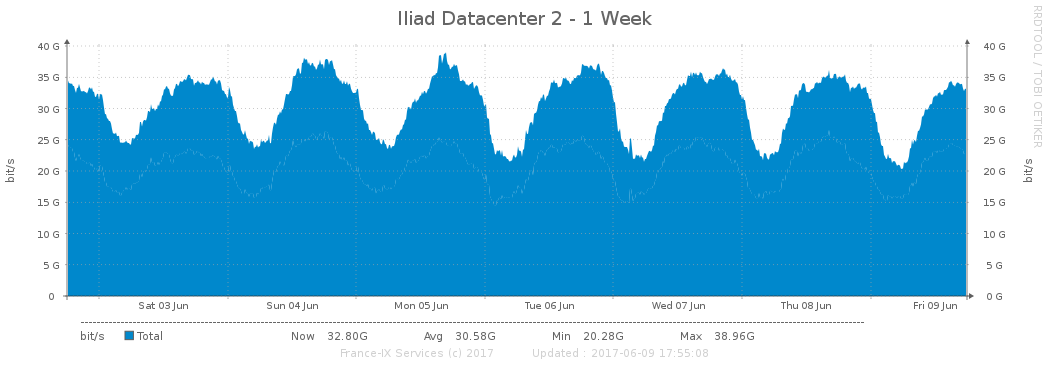 Iliad Datacenter 2 - 1 Week
RRDTOOL / TOBI OETIKER
40 G 40 G
35 G 35 G
30 G 30 G
25 G 25 G
20 G 20 G
15 G 15 G
10 G 10 G
5 G 5 G
0 0 G
bit/s
bit/s
Sat 03 Jun Sun 04 Jun Mon 05 Jun Tue 06 Jun Wed 07 Jun Thu 08 Jun Fri 09 Jun
bit/s Total Now 32.80G Avg 30.58G Min 20.28G Max 38.96G
France-IX Services (c) 2017 Updated : 2017-06-09 17:55:08